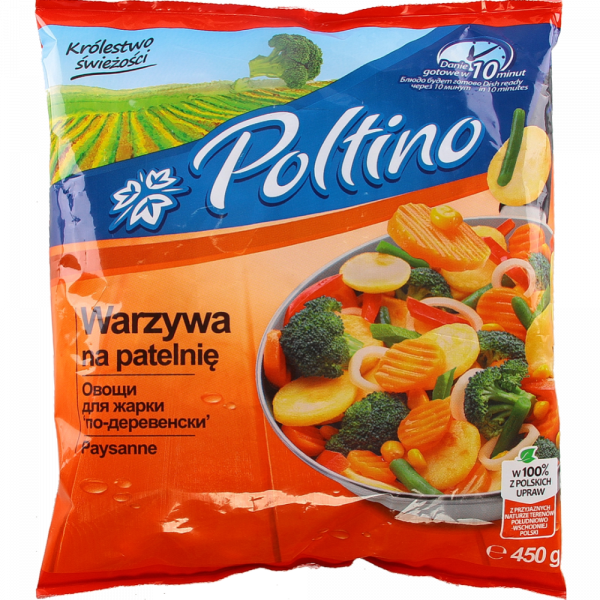 Królestwo
świeżości
Danie
gotowe w 10 minut
Блюдо будет готово Dish ready
через 10 минут in 10 minutes
Poltino
Warzywa
na patelnię
Овощи
для жарки
'по-деревенски'
Paysanne
W 100%
Z POLSKICH
UPRAW
Z PRZYJAZNYCH
NATURZE TERENÓW
POŁUDNIOWO
-WSCHODNIEJ
POLSKI
℮ 450 g